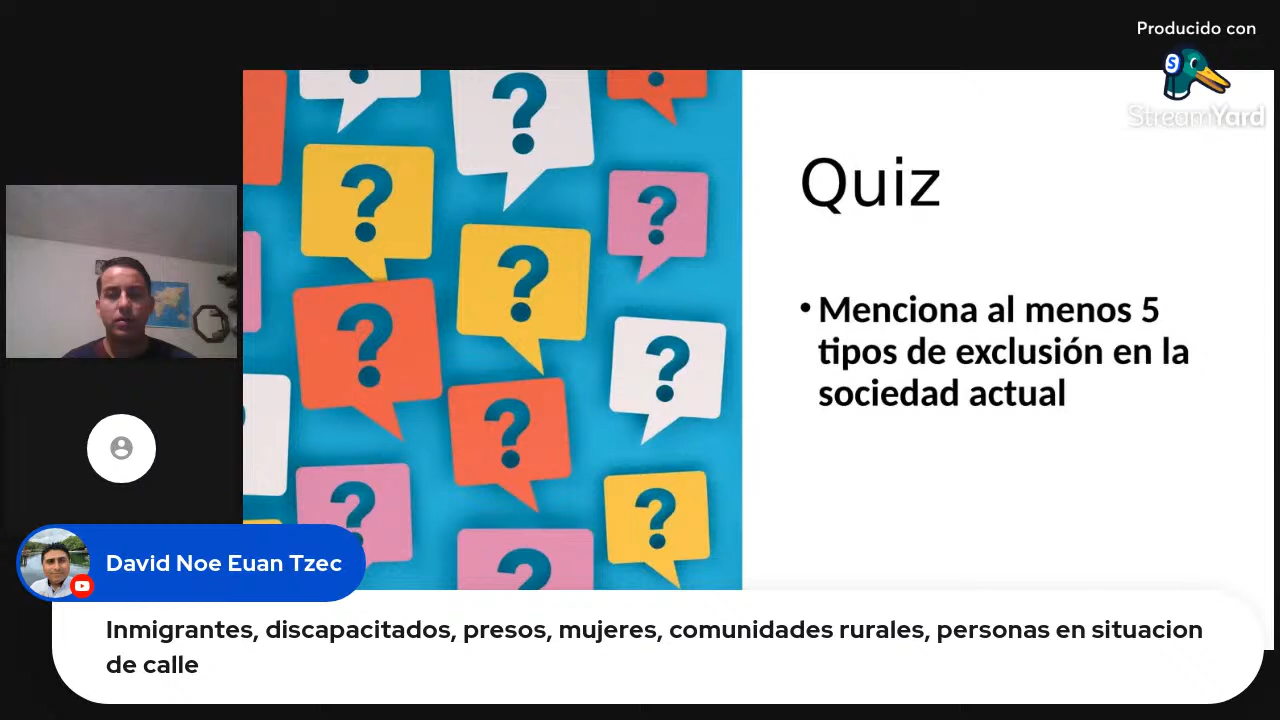 Producido con
StreamYard
Quiz
• Menciona al menos 5
tipos de exclusión en la
sociedad actual
David Noe Euan Tzec
Inmigrantes, discapacitados, presos, mujeres, comunidades rurales, personas en situacion
de calle